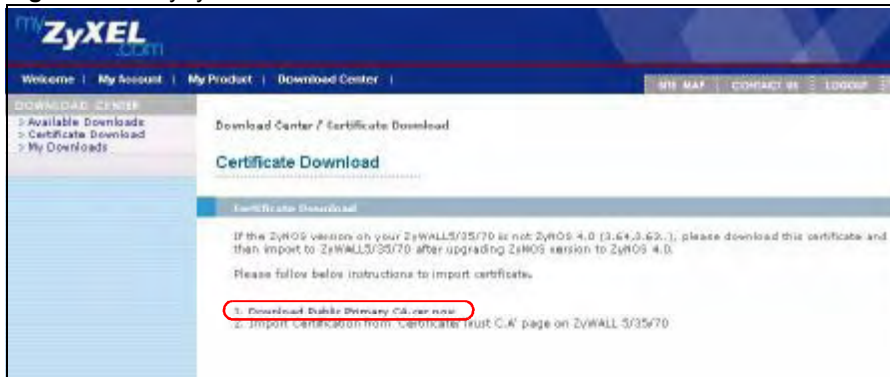 my ZyXEL .com
Welcome | My Account | My Product | Download Center |
SITE MAP | CONTACT US | LOGOUT
DOWNLOAD CENTER
> Available Downloads
> Certificate Download
> My Downloads
Download Center / Certificate Download
Certificate Download
Certificate Download
If the ZyNOS version on your ZyWALL5/35/70 is not ZyNOS 4.0 (3.64,3.63..), please download this certificate and
then import to ZyWALL5/35/70 after upgrading ZyNOS version to ZyNOS 4.0.
Please follow below instructions to import certificate.
1. Download Public Primary CA.cer now
2. Import Certification from 'Certificate/Trust C.A' page on ZyWALL 5/35/70